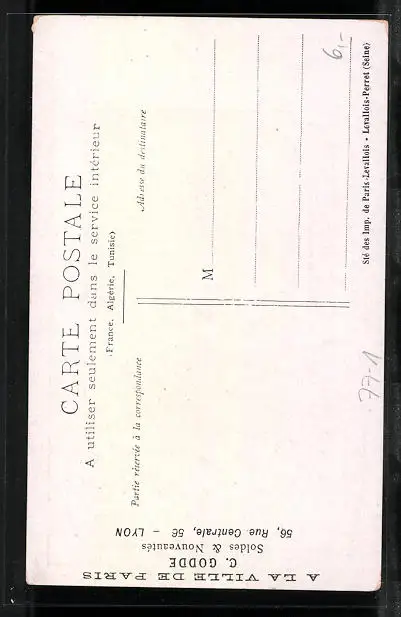 CARTE POSTALE
A utiliser seulement dans le service intérieur
(France, Algérie, Tunisie)
Partie réservée à la correspondance
Adresse du destinataire
M
6,-
Sté des Imp. de Paris-Levallois - Levallois-Perret (Seine)
77-1
A LA VILLE DE PARIS
C. GODDE
Soldes & Nouveautés
56, Rue Centrale, 56 - LYON